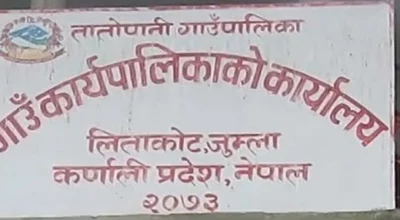 तातोपानी गाउँपालिका
गाउँ कार्यपालिकाको कार्यालय
लिताकोट,जुम्ला
कर्णाली प्रदेश, नेपाल
२०७३